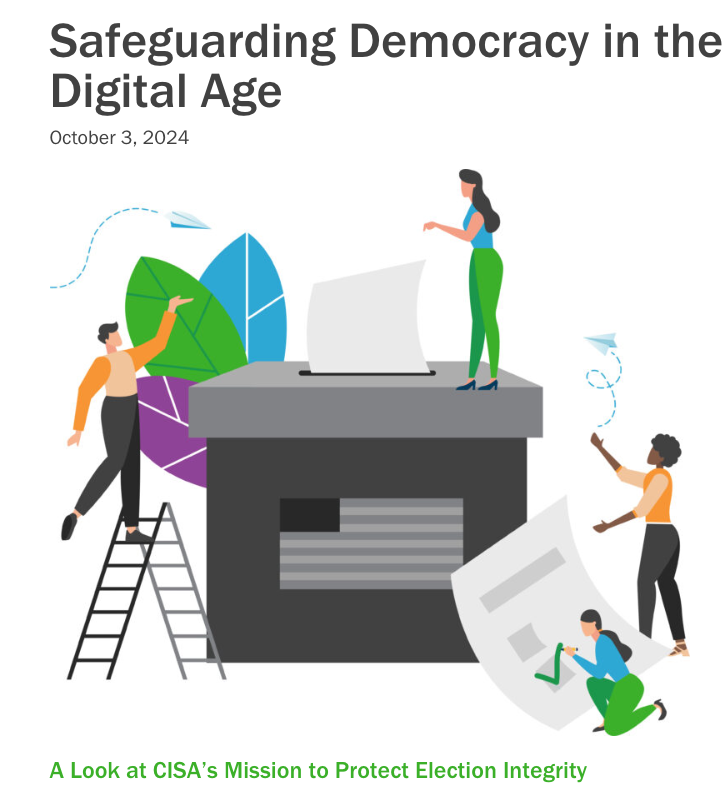 Safeguarding Democracy in the
Digital Age
October 3, 2024
A Look at CISA’s Mission to Protect Election Integrity